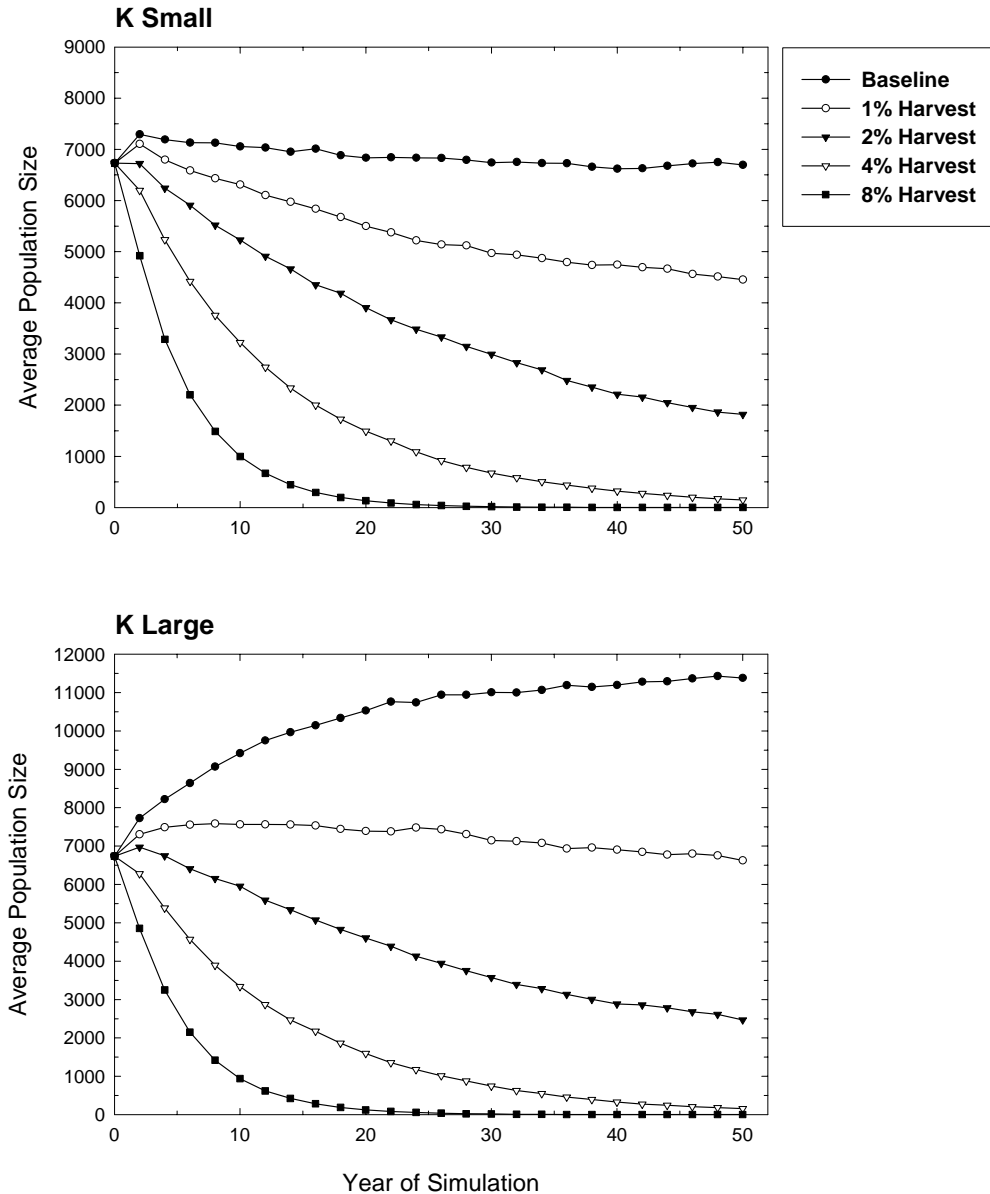 K Small
9000
8000
7000
6000
5000
4000
3000
2000
1000
0
Average Population Size
0 10 20 30 40 50
Baseline
1% Harvest
2% Harvest
4% Harvest
8% Harvest
K Large
12000
11000
10000
9000
8000
7000
6000
5000
4000
3000
2000
1000
0
Average Population Size
0 10 20 30 40 50
Year of Simulation